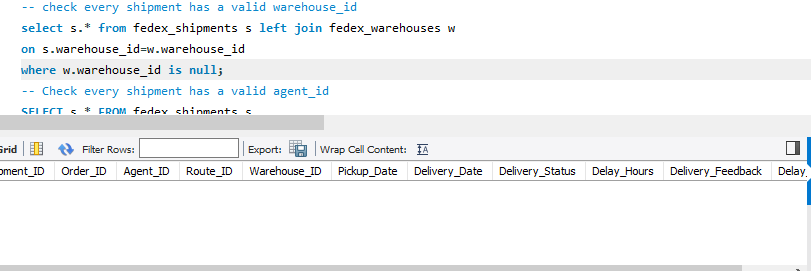 -- check every shipment has a valid warehouse_id
select s.* from fedex_shipments s left join fedex_warehouses w
on s.warehouse_id=w.warehouse_id
where w.warehouse_id is null;
-- Check every shipment has a valid agent_id
SELECT s.* FROM fedex_shipments s
Grid Filter Rows: Export: Wrap Cell Content:
pment_ID Order_ID Agent_ID Route_ID Warehouse_ID Pickup_Date Delivery_Date Delivery_Status Delay_Hours Delivery_Feedback Delay_